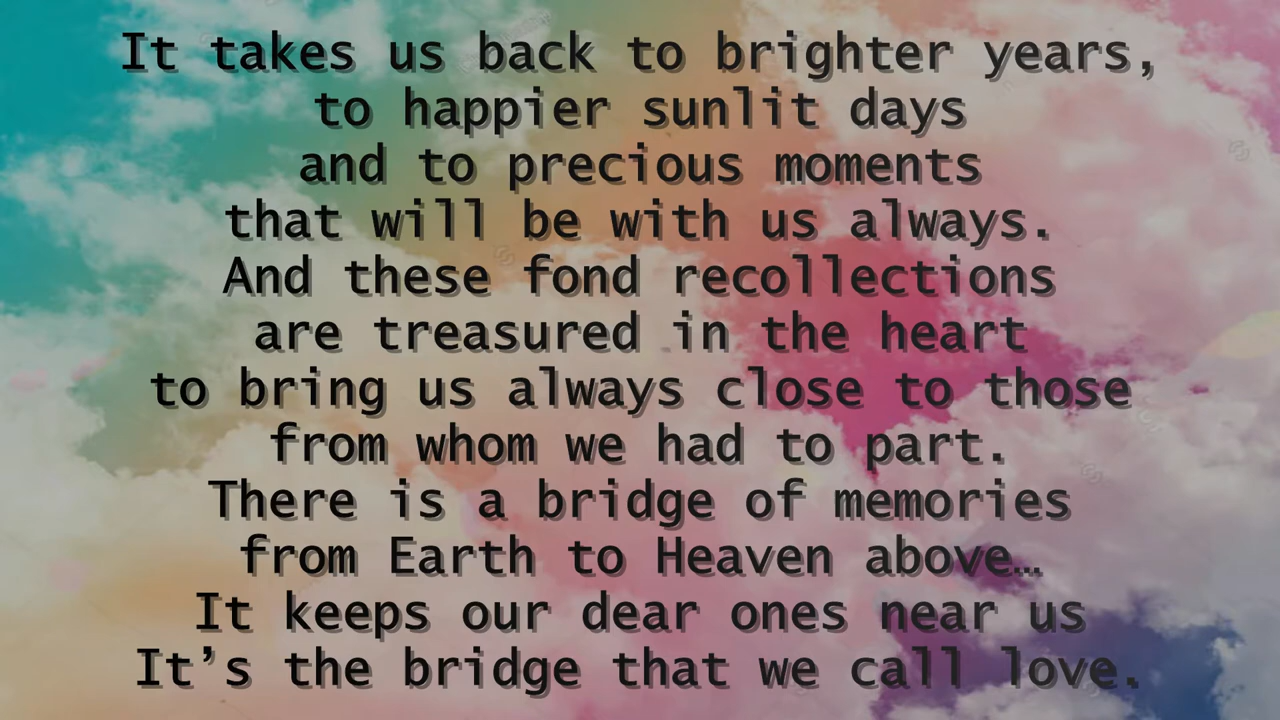 It takes us back to brighter years,
to happier sunlit days
and to precious moments
that will be with us always.
And these fond recollections
are treasured in the heart
to bring us always close to those
from whom we had to part.
There is a bridge of memories
from Earth to Heaven above…
It keeps our dear ones near us
It’s the bridge that we call love.